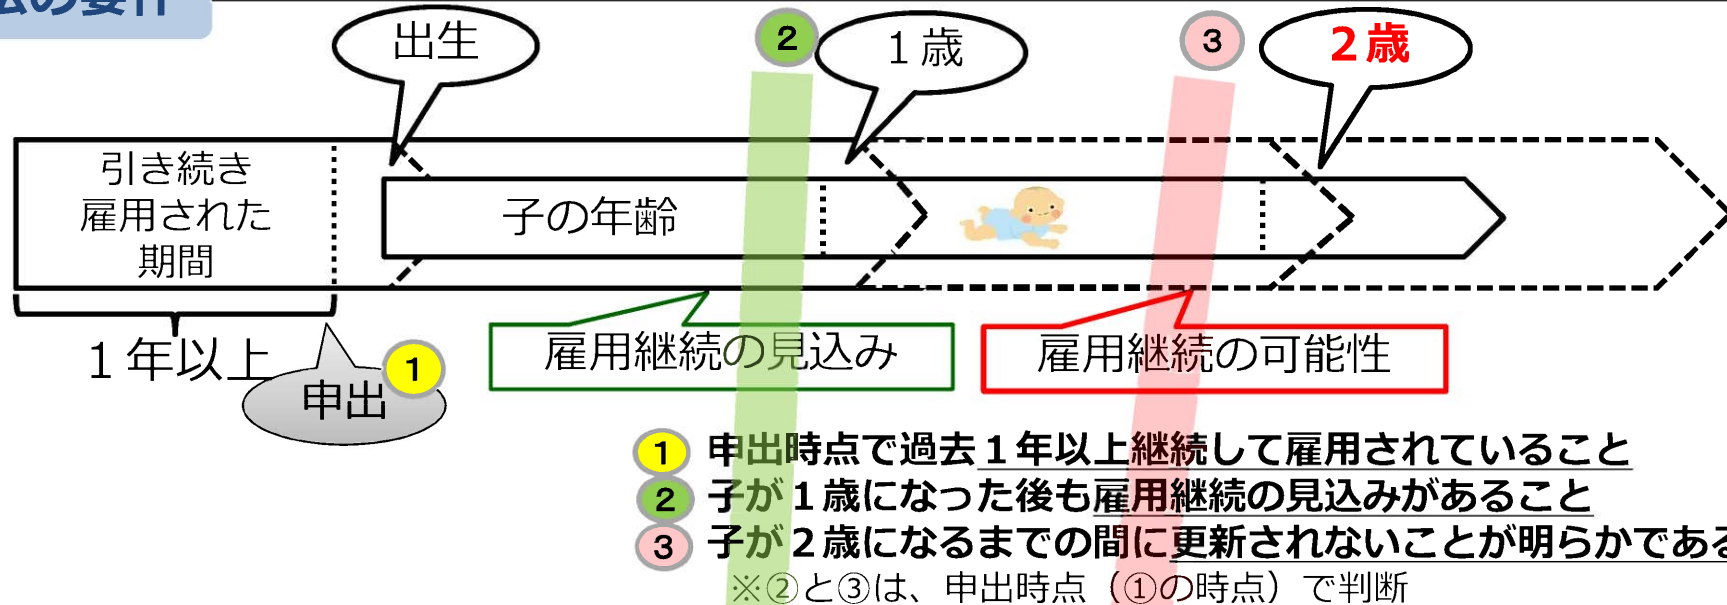 法の要件
出生
2
1歳
3
2歳
引き続き
雇用された
期間
子の年齢
1年以上
申出
1
雇用継続の見込み
雇用継続の可能性
1 申出時点で過去1年以上継続して雇用されていること
2 子が1歳になった後も雇用継続の見込みがあること
3 子が2歳になるまでの間に更新されないことが明らかである
※②と③は、申出時点（①の時点）で判断